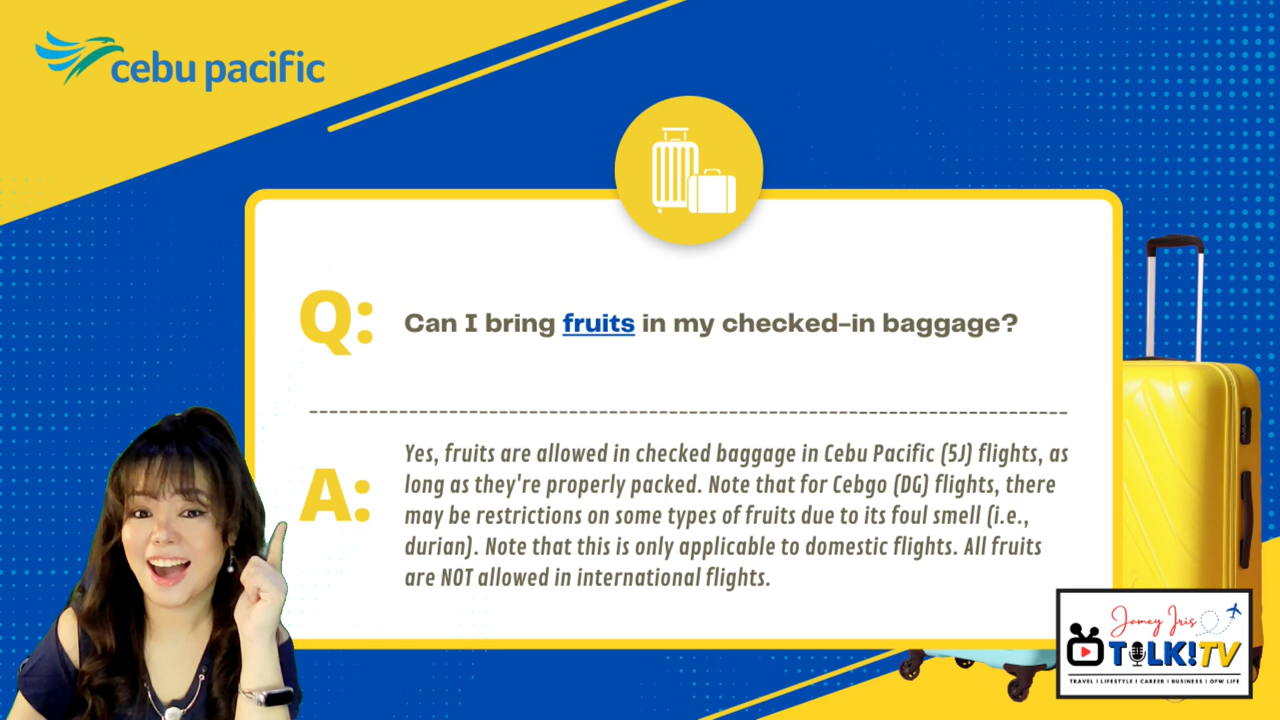 cebu pacific
Q: Can I bring fruits in my checked-in baggage?
A: Yes, fruits are allowed in checked baggage in Cebu Pacific (5J) flights, as
long as they're properly packed. Note that for Cebgo (DG) flights, there
may be restrictions on some types of fruits due to its foul smell (i.e.,
durian). Note that this is only applicable to domestic flights. All fruits
are NOT allowed in international flights.
Jamey Iris
TALK!TV
TRAVEL | LIFESTYLE | CAREER | BUSINESS | OFW LIFE